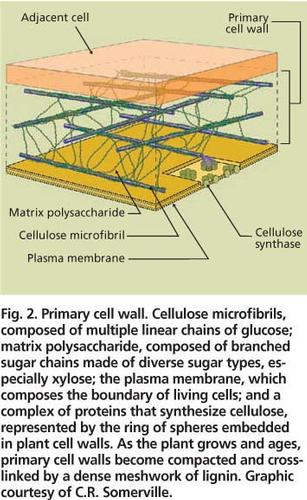 Adjacent cell
Primary
cell wall
Matrix polysaccharide
Cellulose microfibril
Plasma membrane
Cellulose
synthase
Fig. 2. Primary cell wall. Cellulose microfibrils,
composed of multiple linear chains of glucose;
matrix polysaccharide, composed of branched
sugar chains made of diverse sugar types, es-
pecially xylose; the plasma membrane, which
composes the boundary of living cells; and a
complex of proteins that synthesize cellulose,
represented by the ring of spheres embedded
in plant cell walls. As the plant grows and ages,
primary cell walls become compacted and cross-
linked by a dense meshwork of lignin. Graphic
courtesy of C.R. Somerville.